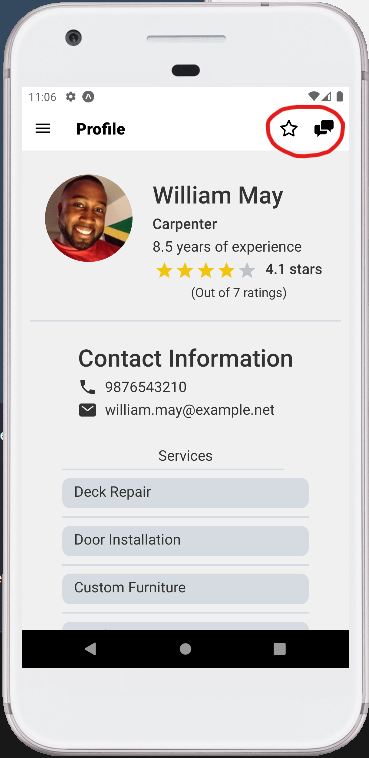 11:06
Profile
William May
Carpenter
8.5 years of experience
4.1 stars
(Out of 7 ratings)
Contact Information
9876543210
william.may@example.net
Services
Deck Repair
Door Installation
Custom Furniture